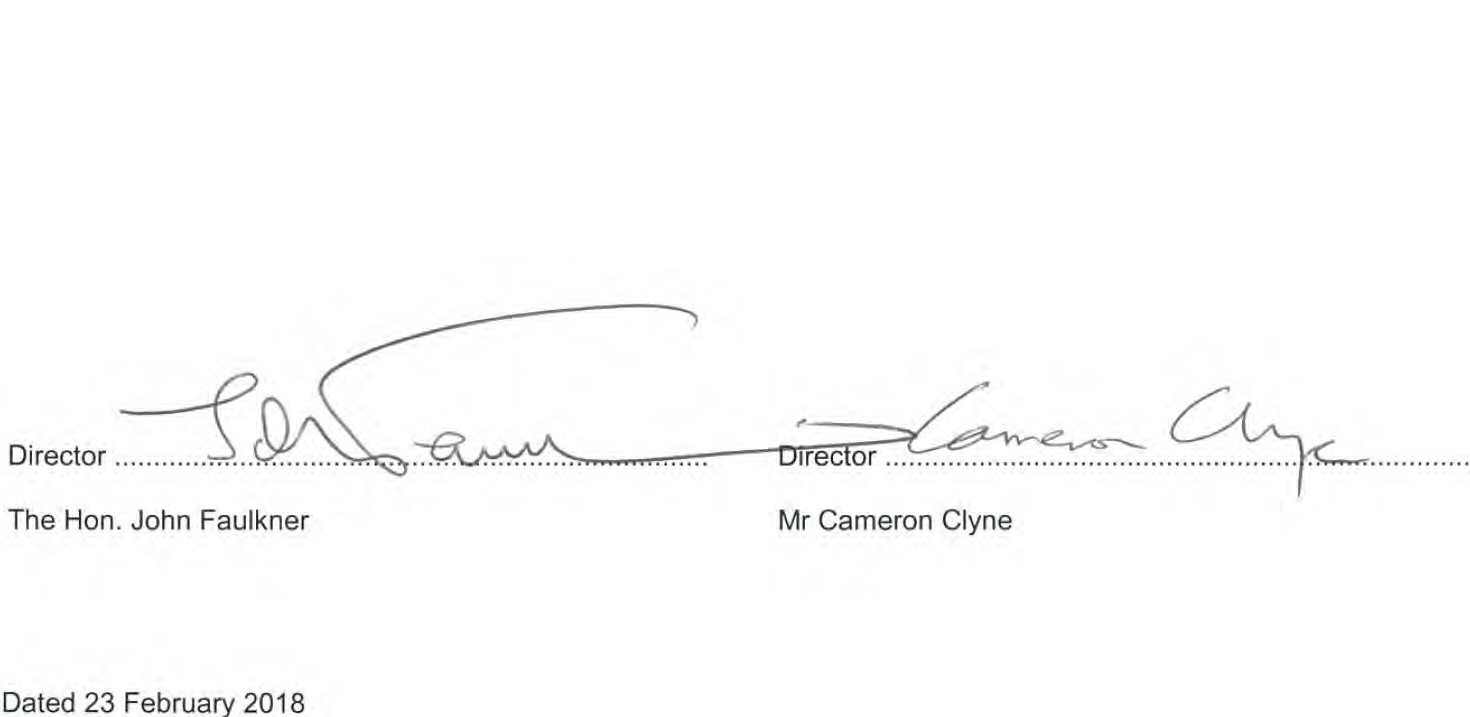 Director ........ Director ........ Cameron Clyne
The Hon. John Faulkner Mr Cameron Clyne
Dated 23 February 2018